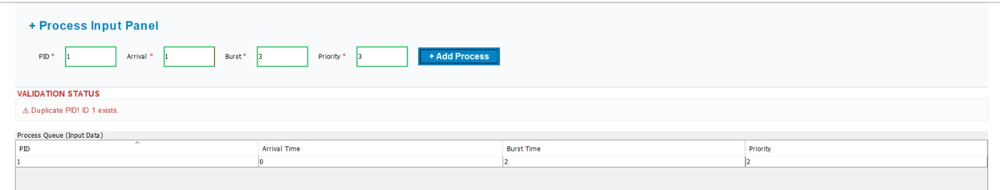 + Process Input Panel
PID * 1 Arrival * 1 Burst * 3 Priority * 3 + Add Process
VALIDATION STATUS
⚠ Duplicate PID! ID 1 exists.
Process Queue (Input Data)
PID Arrival Time Burst Time Priority
1 0 2 2